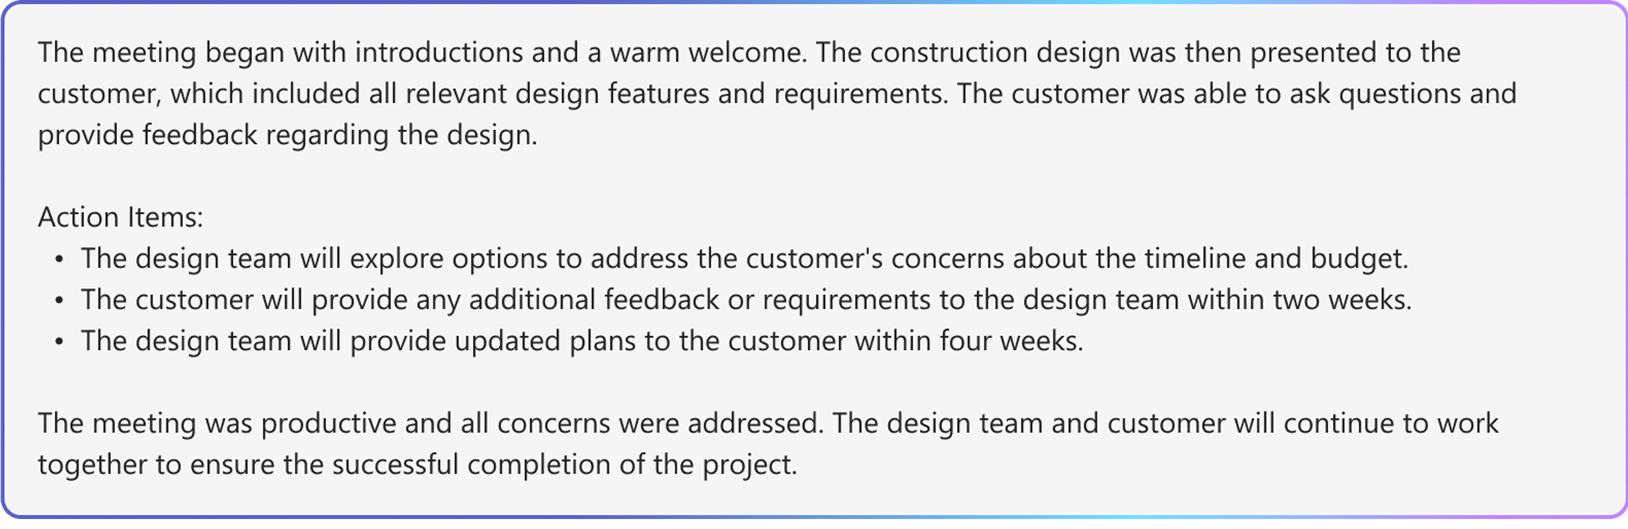 The meeting began with introductions and a warm welcome. The construction design was then presented to the
customer, which included all relevant design features and requirements. The customer was able to ask questions and
provide feedback regarding the design.
Action Items:
• The design team will explore options to address the customer's concerns about the timeline and budget.
• The customer will provide any additional feedback or requirements to the design team within two weeks.
• The design team will provide updated plans to the customer within four weeks.
The meeting was productive and all concerns were addressed. The design team and customer will continue to work
together to ensure the successful completion of the project.